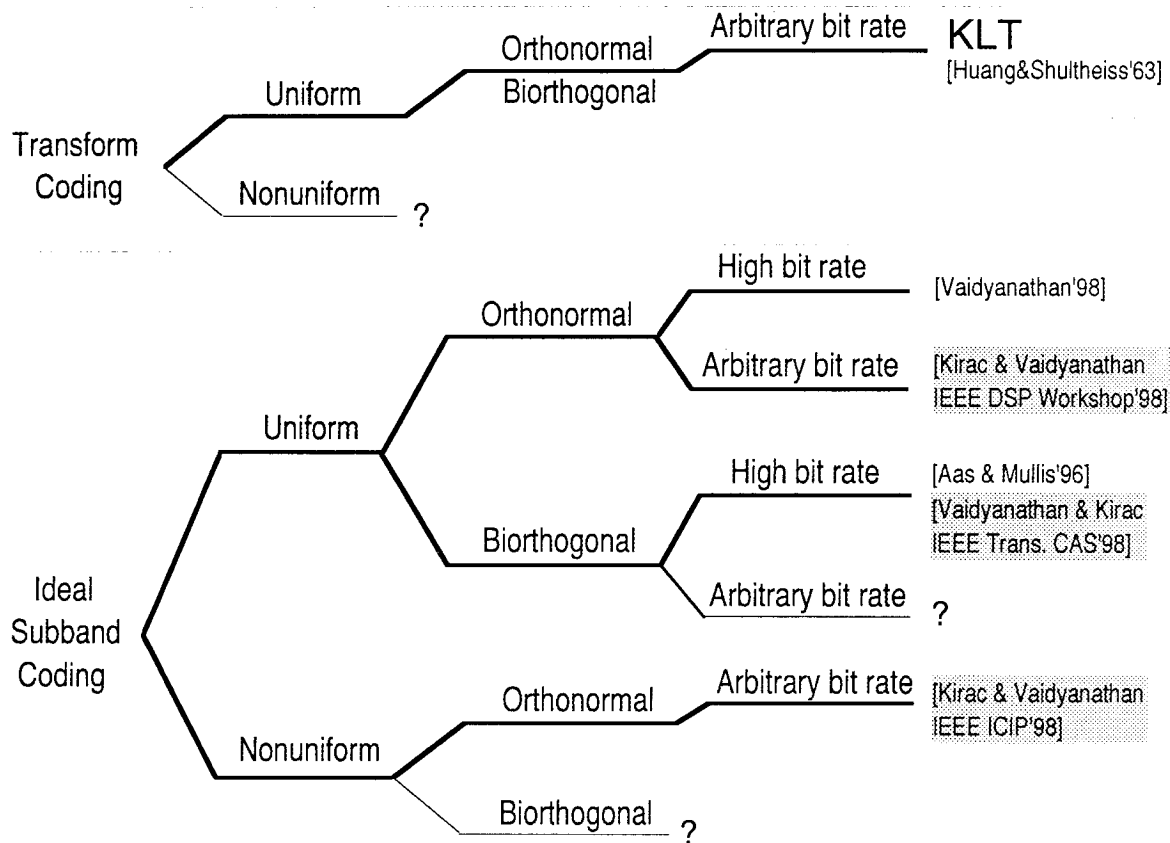 Arbitrary bit rate
KLT
[Huang&Shultheiss'63]
Orthonormal
Biorthogonal
Uniform
Transform
Coding
Nonuniform
?
High bit rate
[Vaidyanathan'98]
Orthonormal
Arbitrary bit rate
[Kirac & Vaidyanathan
IEEE DSP Workshop'98]
Uniform
High bit rate
[Aas & Mullis'96]
[Vaidyanathan & Kirac
IEEE Trans. CAS'98]
Biorthogonal
Arbitrary bit rate
?
Ideal
Subband
Coding
Arbitrary bit rate
[Kirac & Vaidyanathan
IEEE ICIP'98]
Orthonormal
Nonuniform
Biorthogonal
?